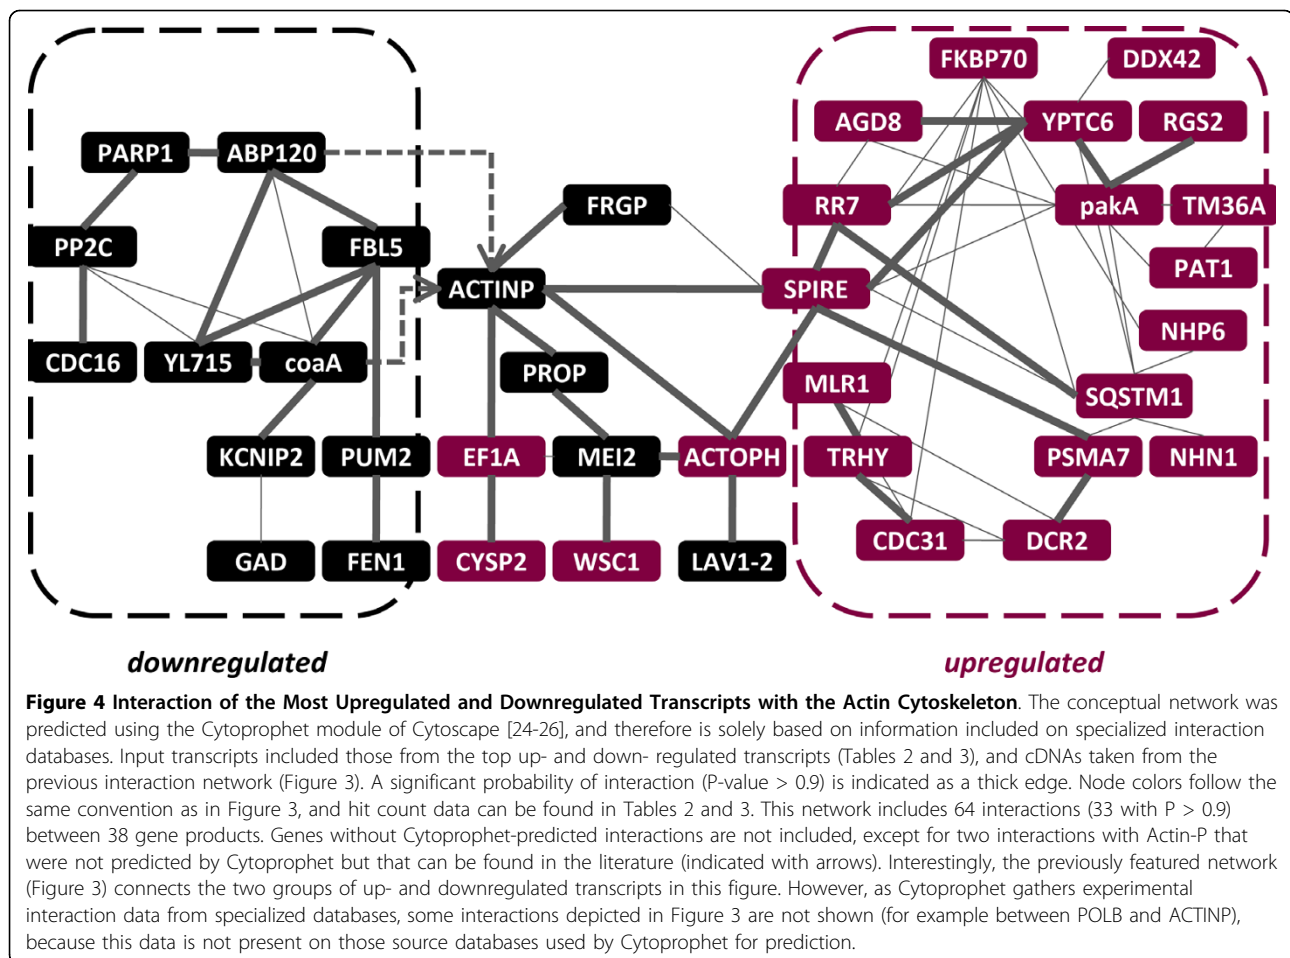 FKBP70
DDX42
AGD8
YPTC6
RGS2
PARP1
ABP120
FRGP
RR7
pakA
TM36A
PP2C
FBL5
ACTINP
SPIRE
PAT1
NHP6
CDC16
YL715
coaA
PROP
MLR1
SQSTM1
KCNIP2
PUM2
EF1A
MEI2
ACTOPH
TRHY
PSMA7
NHN1
CDC31
DCR2
GAD
FEN1
CYSP2
WSC1
LAV1-2
downregulated
upregulated
Figure 4 Interaction of the Most Upregulated and Downregulated Transcripts with the Actin Cytoskeleton. The conceptual network was
predicted using the Cytoprophet module of Cytoscape [24-26], and therefore is solely based on information included on specialized interaction
databases. Input transcripts included those from the top up- and down- regulated transcripts (Tables 2 and 3), and cDNAs taken from the
previous interaction network (Figure 3). A significant probability of interaction (P-value > 0.9) is indicated as a thick edge. Node colors follow the
same convention as in Figure 3, and hit count data can be found in Tables 2 and 3. This network includes 64 interactions (33 with P > 0.9)
between 38 gene products. Genes without Cytoprophet-predicted interactions are not included, except for two interactions with Actin-P that
were not predicted by Cytoprophet but that can be found in the literature (indicated with arrows). Interestingly, the previously featured network
(Figure 3) connects the two groups of up- and downregulated transcripts in this figure. However, as Cytoprophet gathers experimental
interaction data from specialized databases, some interactions depicted in Figure 3 are not shown (for example between POLB and ACTINP),
because this data is not present on those source databases used by Cytoprophet for prediction.